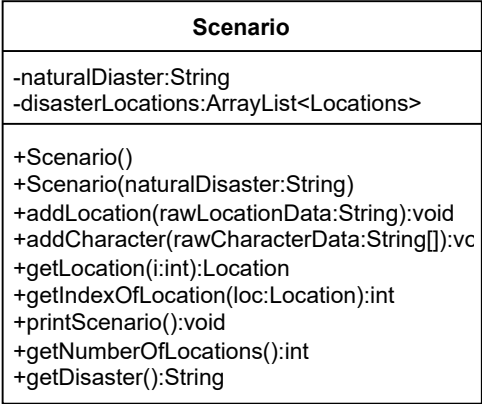 Scenario
-naturalDiaster:String
-disasterLocations:ArrayList<Locations>
+Scenario()
+Scenario(naturalDisaster:String)
+addLocation(rawLocationData:String):void
+addCharacter(rawCharacterData:String[]):vc
+getLocation(i:int):Location
+getIndexOfLocation(loc:Location):int
+printScenario():void
+getNumberOfLocations():int
+getDisaster():String